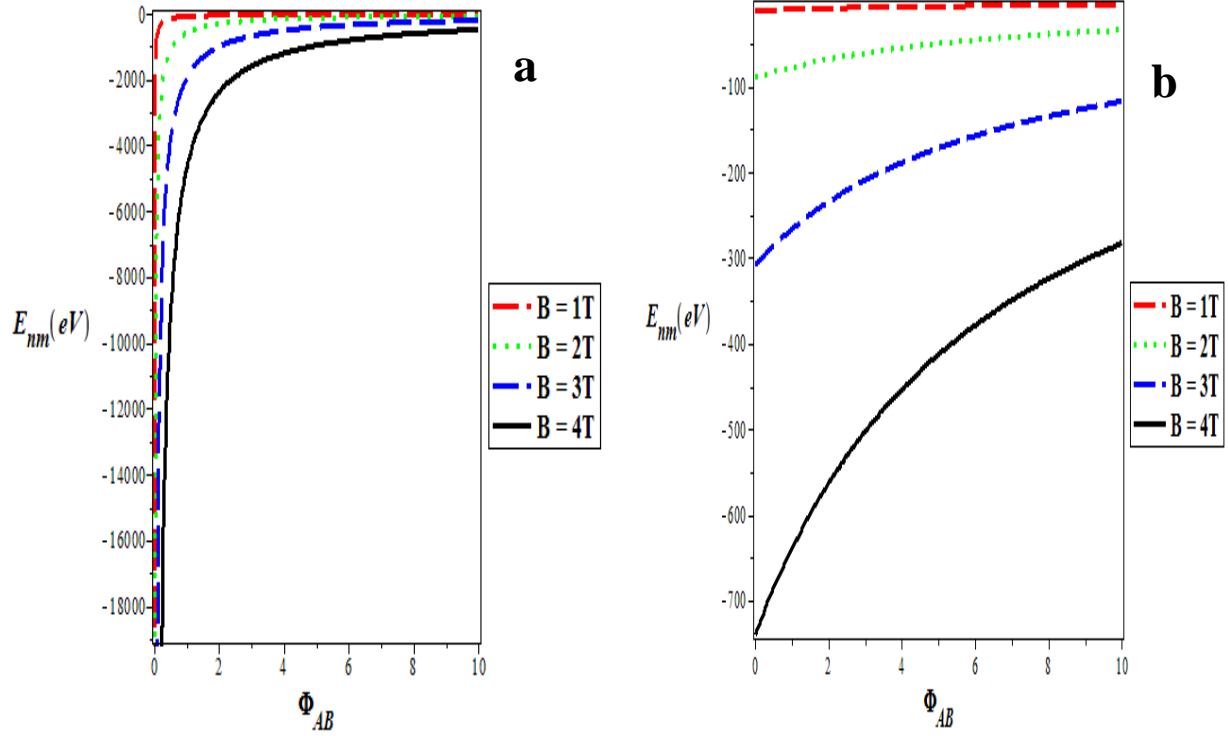 a
0
-2000
-4000
-6000
-8000
-10000
-12000
-14000
-16000
-18000
E_nm(eV)
0 2 4 6 8 10
Φ_AB
B = 1T
B = 2T
B = 3T
B = 4T
b
-100
-200
-300
-400
-500
-600
-700
E_nm(eV)
0 2 4 6 8 10
Φ_AB
B = 1T
B = 2T
B = 3T
B = 4T